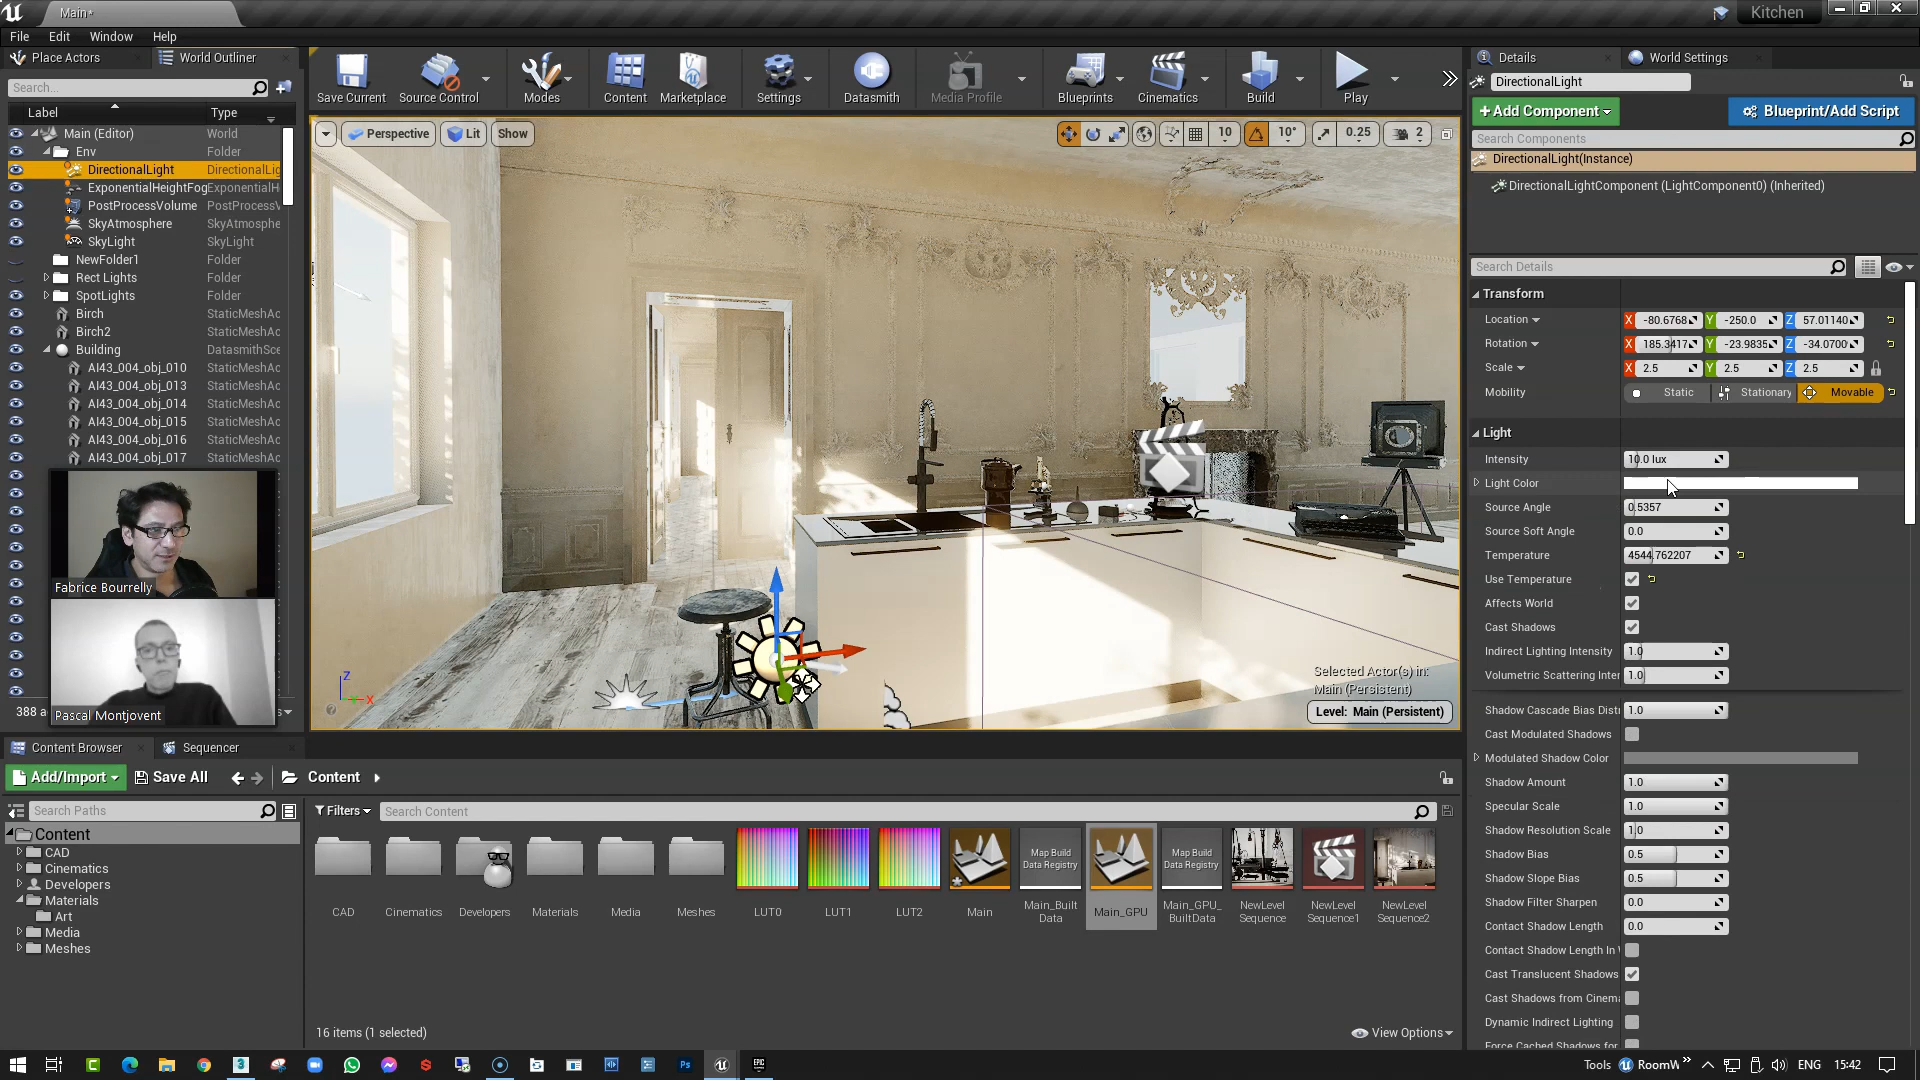 Main*
Kitchen
File Edit Window Help
Place Actors
World Outliner
Search...
Label
Type
Main (Editor) World
Env Folder
DirectionalLight DirectionalLig
ExponentialHeightFog ExponentialH
PostProcessVolume PostProcessV
SkyAtmosphere SkyAtmosphe
SkyLight SkyLight
NewFolder1 Folder
Rect Lights Folder
SpotLights Folder
Birch StaticMeshAc
Birch2 StaticMeshAc
Building DatasmithSce
AI43_004_obj_010 StaticMeshAc
AI43_004_obj_013 StaticMeshAc
AI43_004_obj_014 StaticMeshAc
AI43_004_obj_015 StaticMeshAc
AI43_004_obj_016 StaticMeshAc
AI43_004_obj_017 StaticMeshAc
Fabrice Bourrelly
Pascal Montjovent
388 a
Save Current
Source Control
Modes
Content
Marketplace
Settings
Datasmith
Media Profile
Blueprints
Cinematics
Build
Play
Perspective
Lit
Show
10
10°
0.25
2
Z
X
Selected Actor(s) in:
Main (Persistent)
Level: Main (Persistent)
Details
World Settings
DirectionalLight
+Add Component
Blueprint/Add Script
Search Components
DirectionalLight(Instance)
DirectionalLightComponent (LightComponent0) (Inherited)
Search Details
Transform
Location X -80.6768 Y -250.0 Z 57.01140
Rotation X 185.3417 Y -23.9835 Z -34.0700
Scale X 2.5 Y 2.5 Z 2.5
Mobility Static Stationary Movable
Light
Intensity 10.0 lux
Light Color
Source Angle 0.5357
Source Soft Angle 0.0
Temperature 4544.762207
Use Temperature
Affects World
Cast Shadows
Indirect Lighting Intensity 1.0
Volumetric Scattering Inter 1.0
Shadow Cascade Bias Distri 1.0
Cast Modulated Shadows
Modulated Shadow Color
Shadow Amount 1.0
Specular Scale 1.0
Shadow Resolution Scale 1.0
Shadow Bias 0.5
Shadow Slope Bias 0.5
Shadow Filter Sharpen 0.0
Contact Shadow Length 0.0
Contact Shadow Length In
Cast Translucent Shadows
Cast Shadows from Cinema
Dynamic Indirect Lighting
Force Cached Shadows for
Content Browser
Sequencer
Add/Import
Save All
Content
Search Paths
Filters
Search Content
Content
CAD
Cinematics
Developers
Materials
Art
Media
Meshes
Map Build
Data Registry
Map Build
Data Registry
CAD
Cinematics
Developers
Materials
Media
Meshes
LUT0
LUT1
LUT2
Main
Main_Built
Data
Main_GPU
Main_GPU_
BuiltData
NewLevel
Sequence
NewLevel
Sequence1
NewLevel
Sequence2
16 items (1 selected)
View Options
Tools
RoomW
ENG
15:42